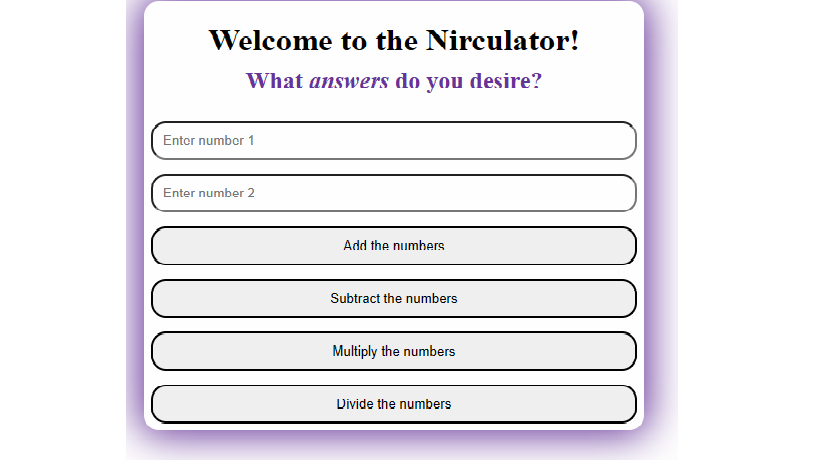 Welcome to the Nirculator!
What answers do you desire?
Enter number 1
Enter number 2
Add the numbers
Subtract the numbers
Multiply the numbers
Divide the numbers